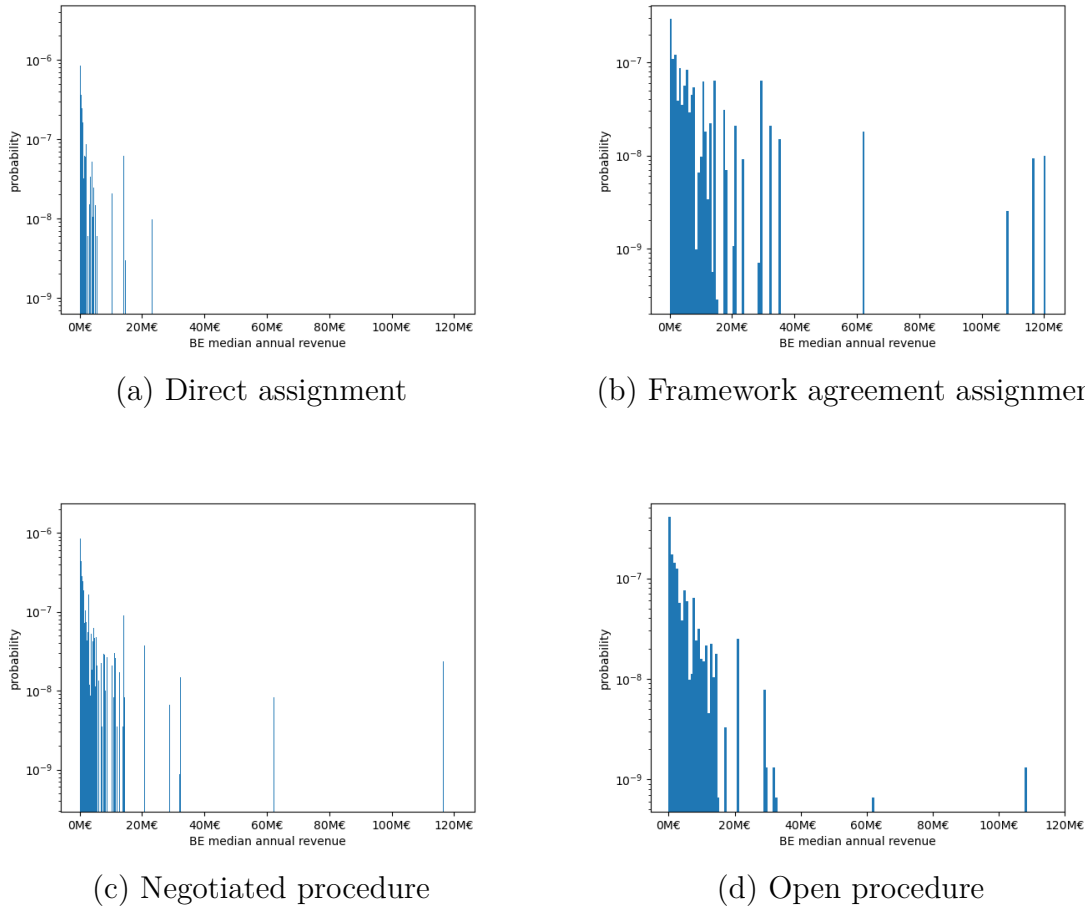 10⁻⁶
10⁻⁷
10⁻⁸
10⁻⁹
probability
0M€ 20M€ 40M€ 60M€ 80M€ 100M€ 120M€
BE median annual revenue
(a) Direct assignment
10⁻⁷
10⁻⁸
10⁻⁹
probability
0M€ 20M€ 40M€ 60M€ 80M€ 100M€ 120M€
BE median annual revenue
(b) Framework agreement assignmen
10⁻⁶
10⁻⁷
10⁻⁸
10⁻⁹
probability
0M€ 20M€ 40M€ 60M€ 80M€ 100M€ 120M€
BE median annual revenue
(c) Negotiated procedure
10⁻⁷
10⁻⁸
10⁻⁹
probability
0M€ 20M€ 40M€ 60M€ 80M€ 100M€ 120M€
BE median annual revenue
(d) Open procedure